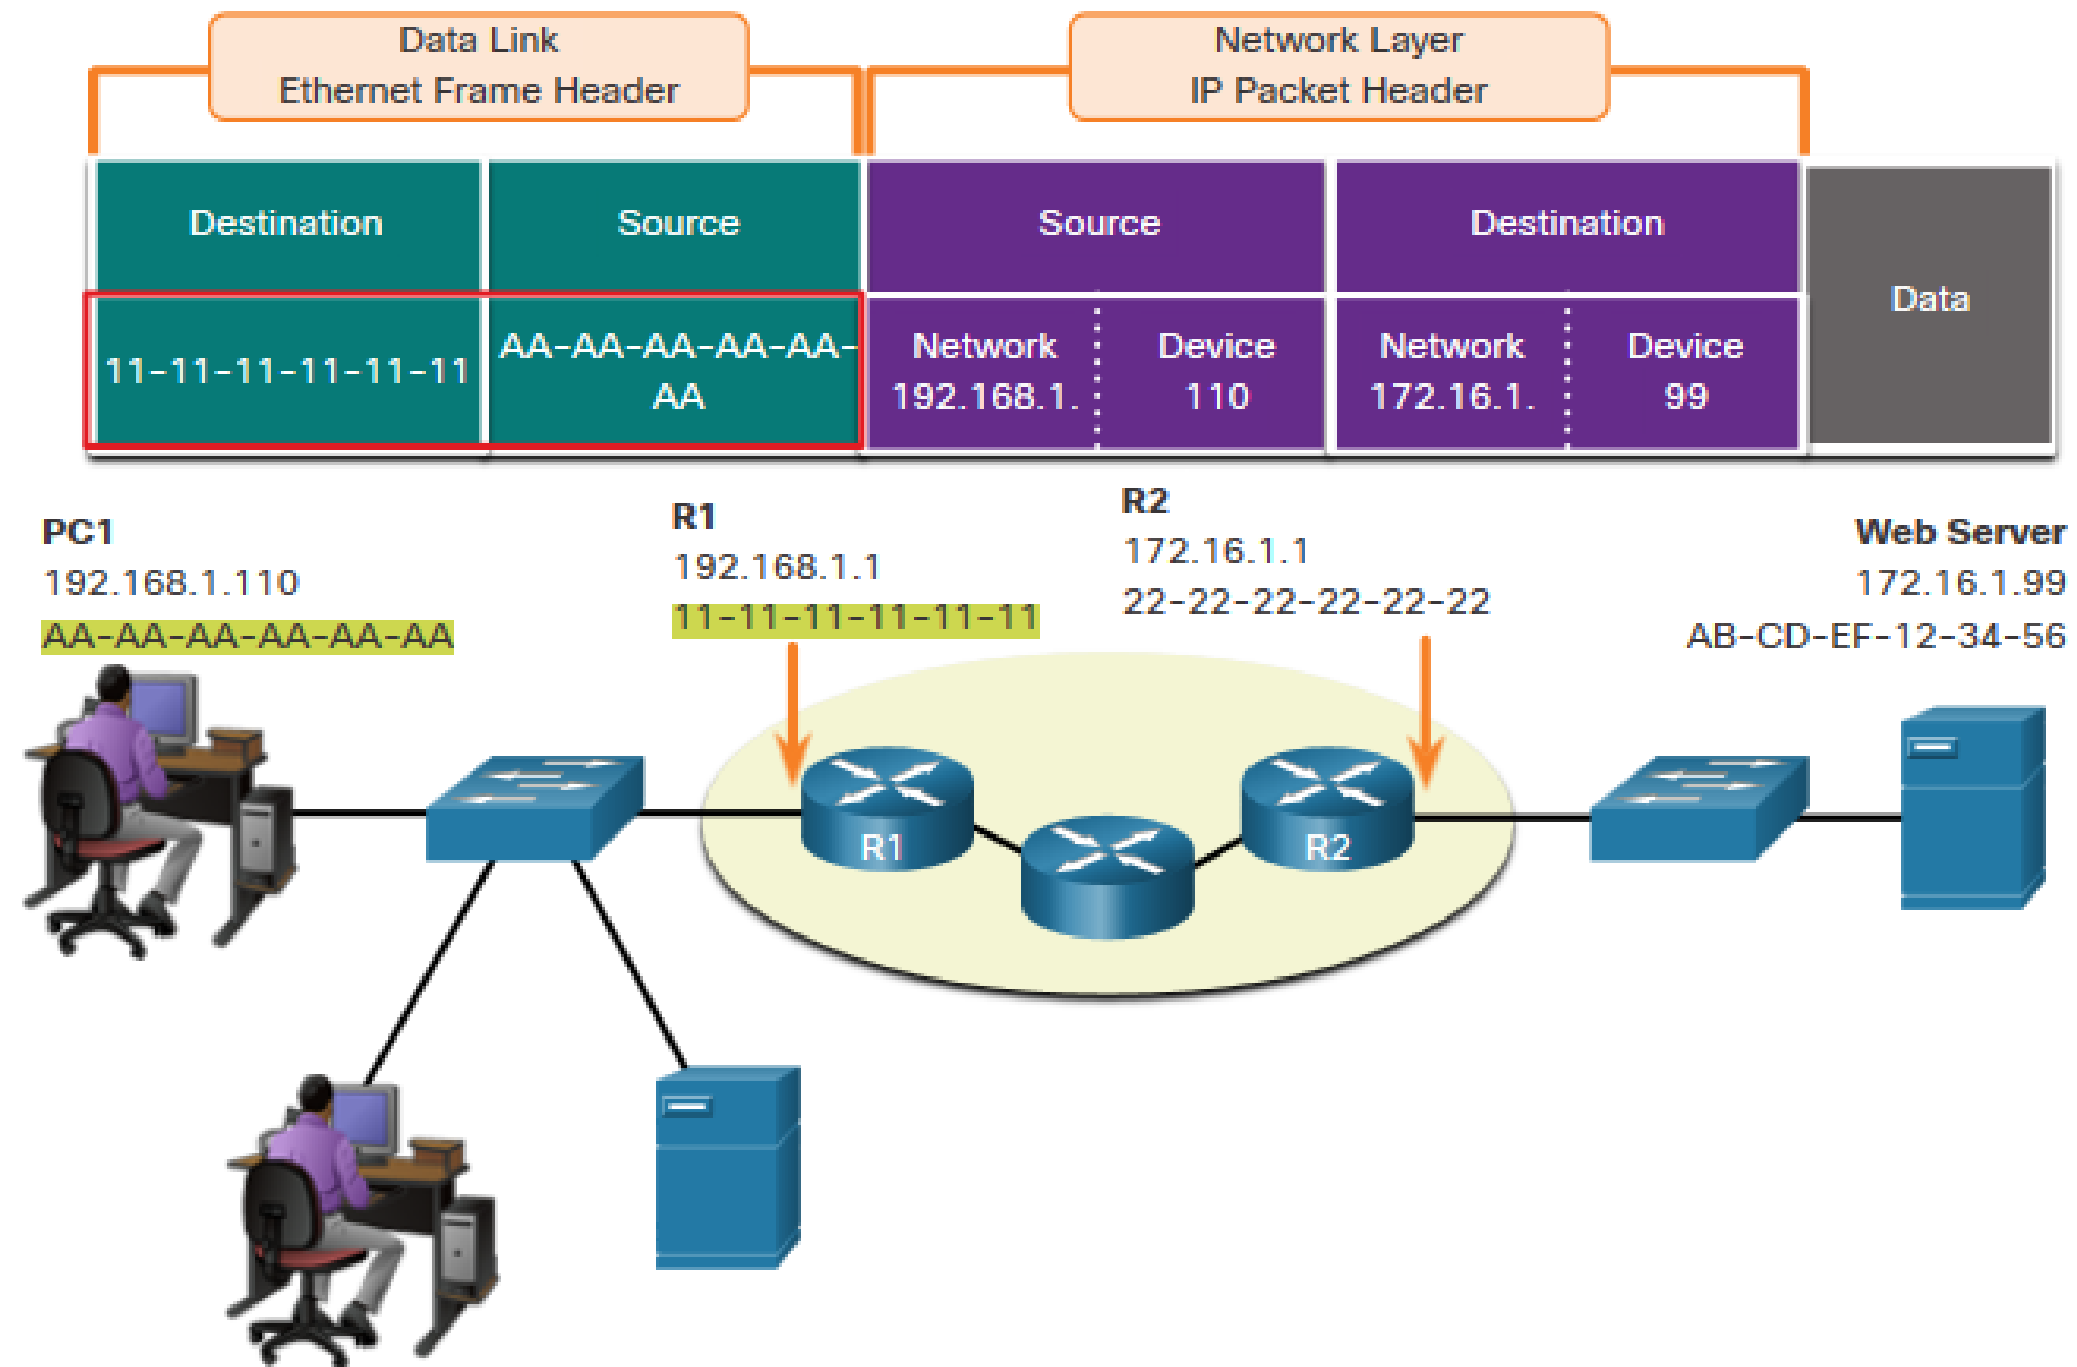 Data Link
Ethernet Frame Header
Network Layer
IP Packet Header
Destination
Source
Source
Destination
Data
11-11-11-11-11-11
AA-AA-AA-AA-AA-
AA
Network
192.168.1.
Device
110
Network
172.16.1.
Device
99
PC1
192.168.1.110
AA-AA-AA-AA-AA-AA
R1
192.168.1.1
11-11-11-11-11-11
R2
172.16.1.1
22-22-22-22-22-22
Web Server
172.16.1.99
AB-CD-EF-12-34-56
R1
R2